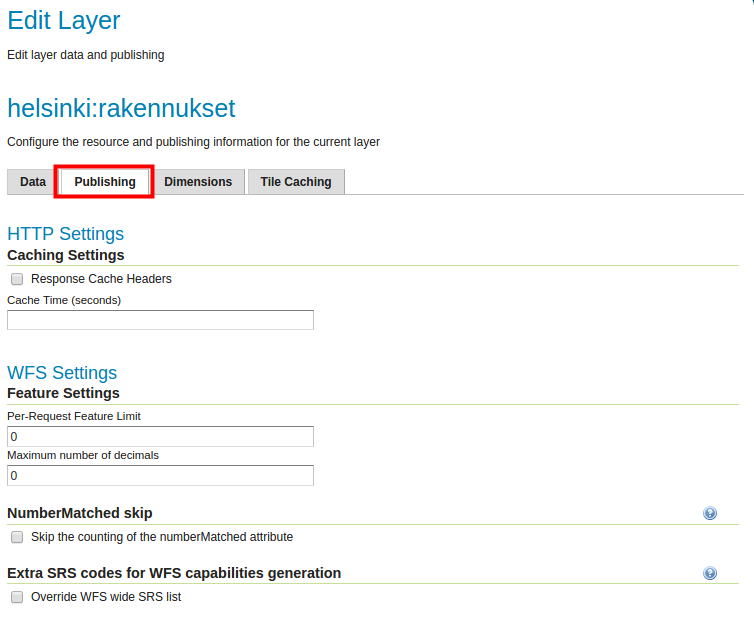 Edit Layer
Edit layer data and publishing
helsinki:rakennukset
Configure the resource and publishing information for the current layer
Data Publishing Dimensions Tile Caching
HTTP Settings
Caching Settings
Response Cache Headers
Cache Time (seconds)
WFS Settings
Feature Settings
Per-Request Feature Limit
0
Maximum number of decimals
0
NumberMatched skip ?
Skip the counting of the numberMatched attribute
Extra SRS codes for WFS capabilities generation ?
Override WFS wide SRS list